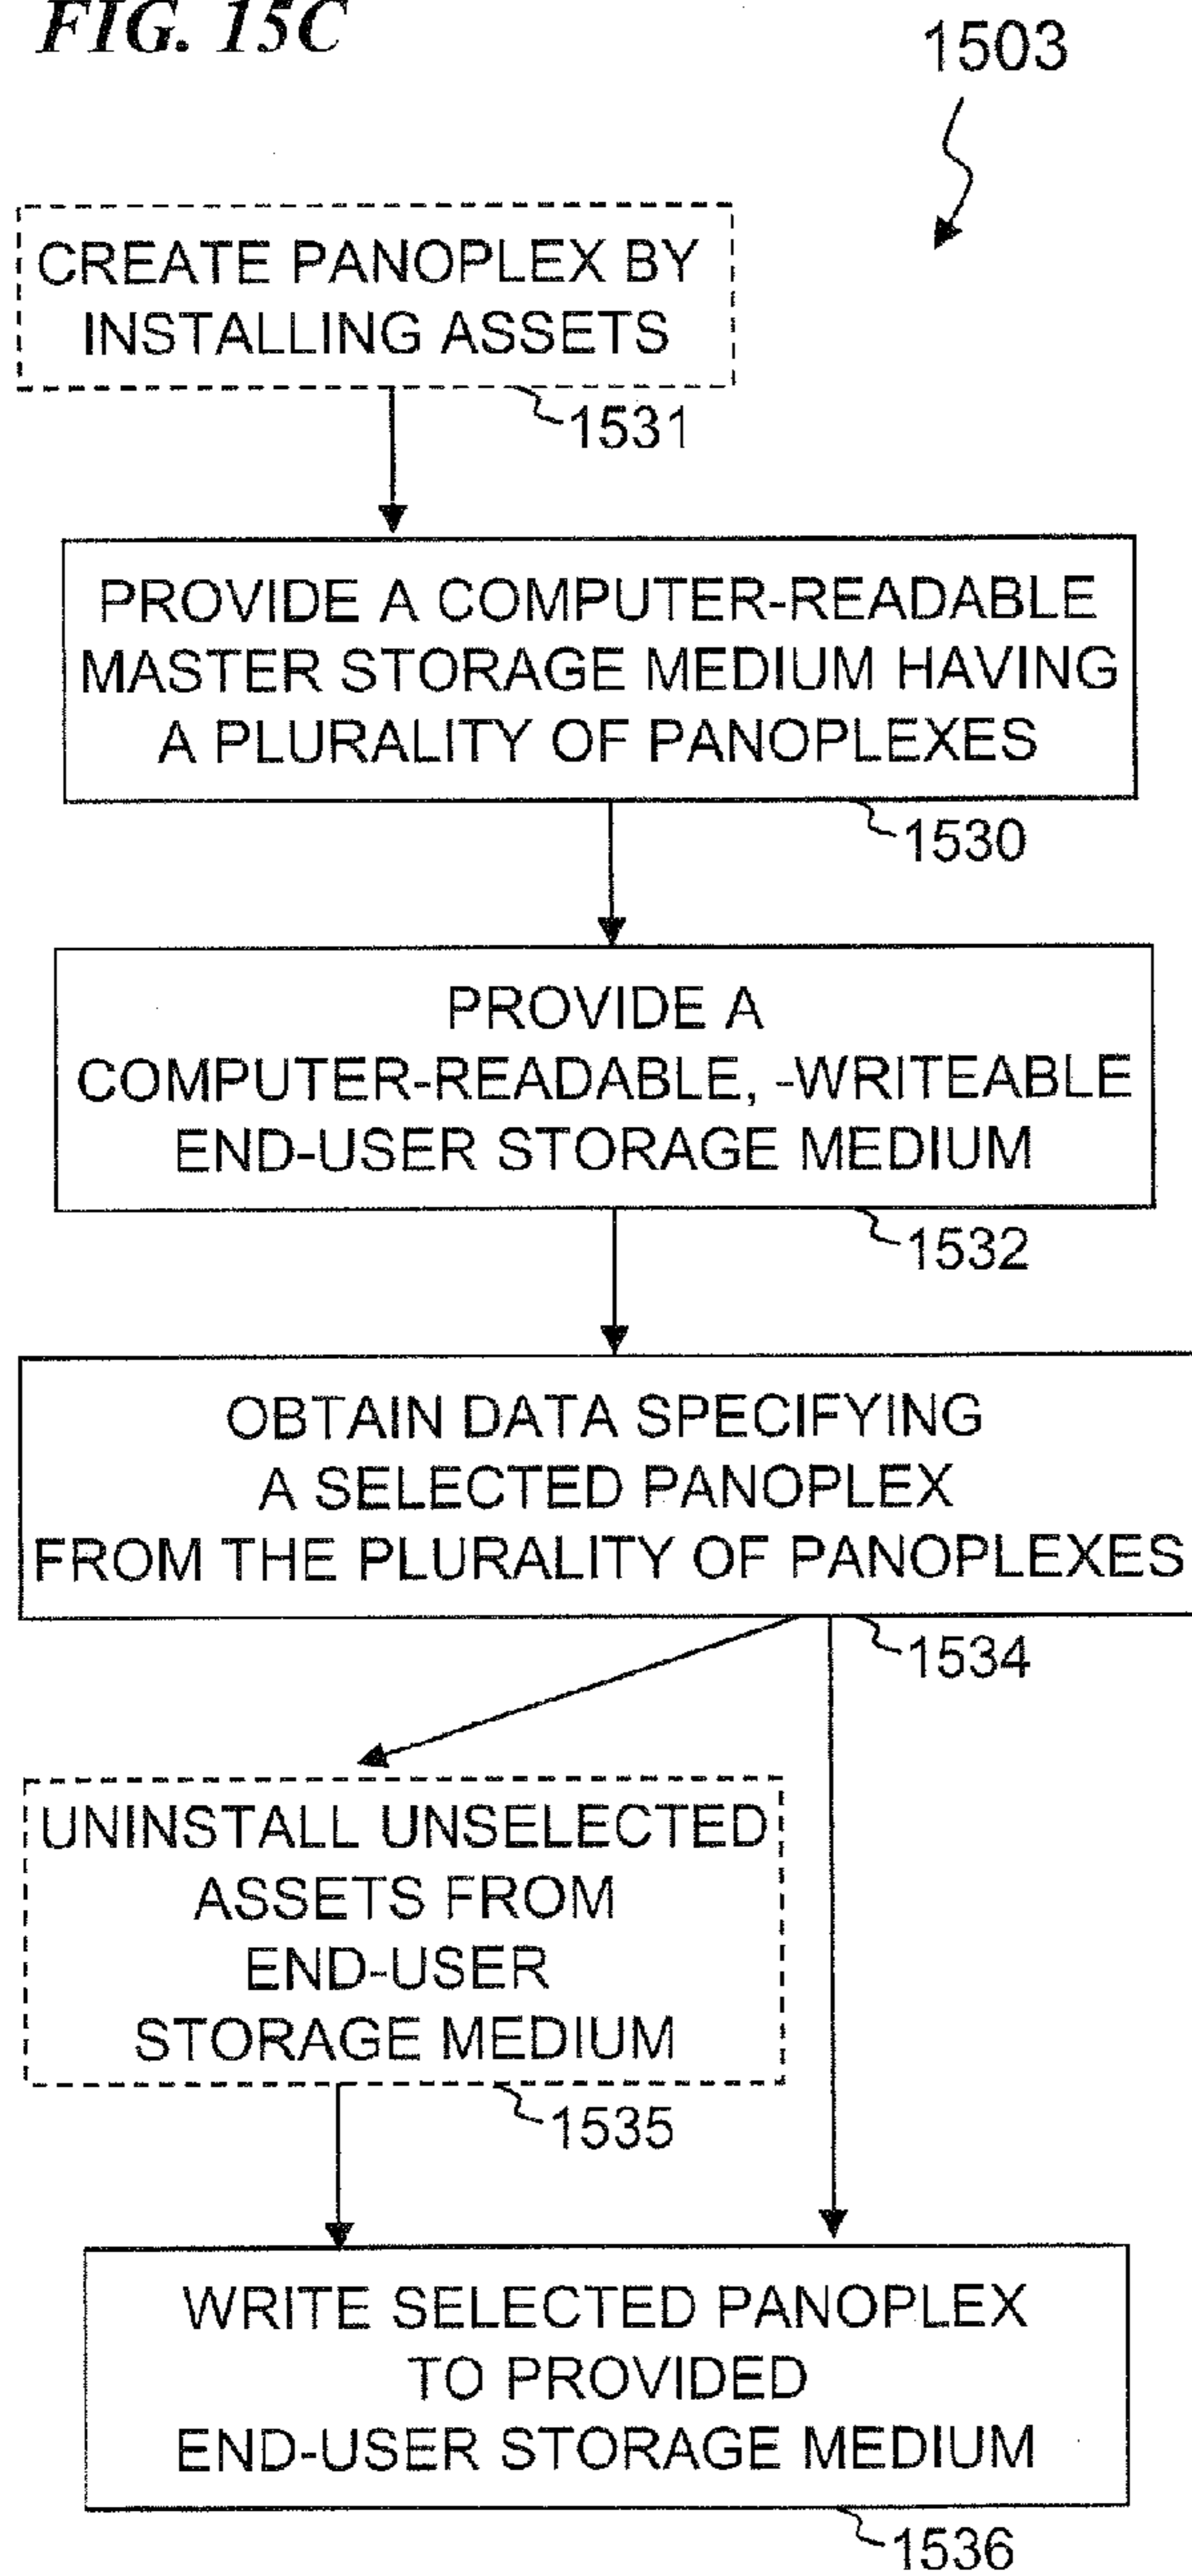 FIG. 15C
1503
CREATE PANOPLEX BY
INSTALLING ASSETS
1531
PROVIDE A COMPUTER-READABLE
MASTER STORAGE MEDIUM HAVING
A PLURALITY OF PANOPLEXES
1530
PROVIDE A
COMPUTER-READABLE, -WRITEABLE
END-USER STORAGE MEDIUM
1532
OBTAIN DATA SPECIFYING
A SELECTED PANOPLEX
FROM THE PLURALITY OF PANOPLEXES
1534
UNINSTALL UNSELECTED
ASSETS FROM
END-USER
STORAGE MEDIUM
1535
WRITE SELECTED PANOPLEX
TO PROVIDED
END-USER STORAGE MEDIUM
1536